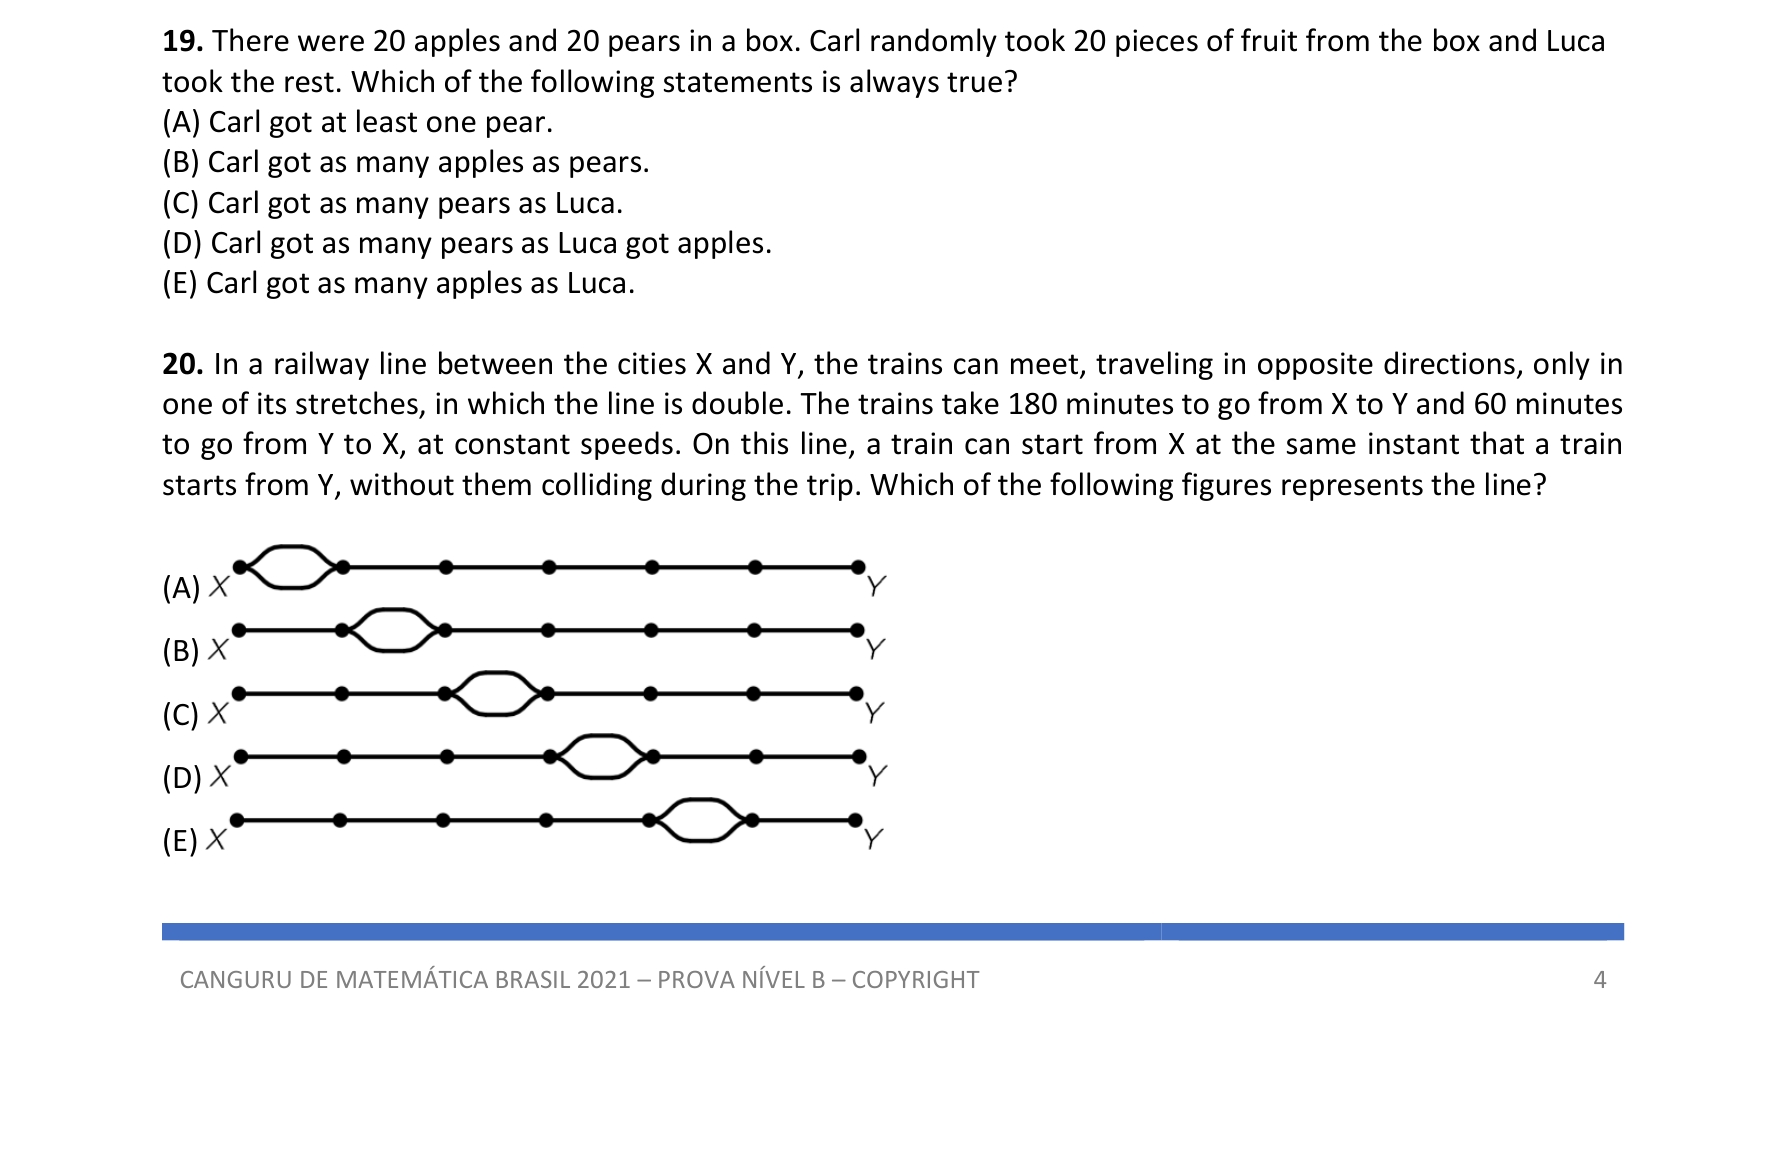 19. There were 20 apples and 20 pears in a box. Carl randomly took 20 pieces of fruit from the box and Luca
took the rest. Which of the following statements is always true?
(A) Carl got at least one pear.
(B) Carl got as many apples as pears.
(C) Carl got as many pears as Luca.
(D) Carl got as many pears as Luca got apples.
(E) Carl got as many apples as Luca.
20. In a railway line between the cities X and Y, the trains can meet, traveling in opposite directions, only in
one of its stretches, in which the line is double. The trains take 180 minutes to go from X to Y and 60 minutes
to go from Y to X, at constant speeds. On this line, a train can start from X at the same instant that a train
starts from Y, without them colliding during the trip. Which of the following figures represents the line?
(A) X Y
(B) X Y
(C) X Y
(D) X Y
(E) X Y
CANGURU DE MATEMÁTICA BRASIL 2021 – PROVA NÍVEL B – COPYRIGHT 4